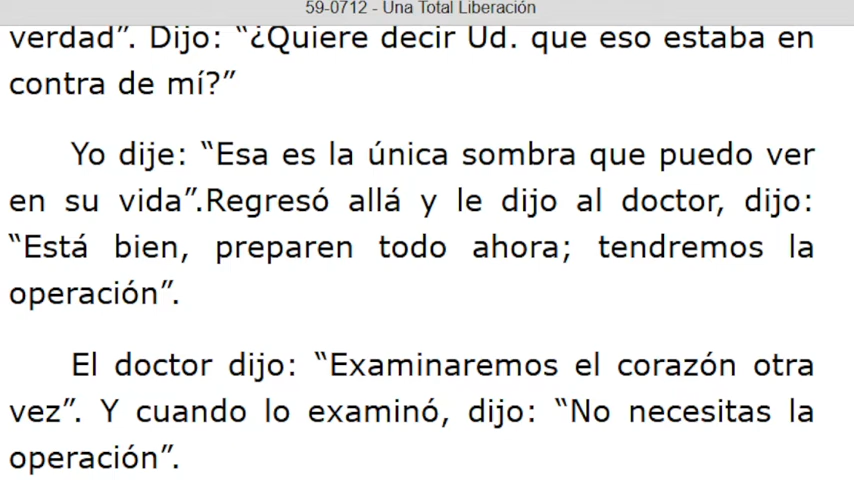 59-0712 - Una Total Liberación
verdad”. Dijo: “¿Quiere decir Ud. que eso estaba en
contra de mí?”
Yo dije: “Esa es la única sombra que puedo ver
en su vida”.Regresó allá y le dijo al doctor, dijo:
“Está bien, preparen todo ahora; tendremos la
operación”.
El doctor dijo: “Examinaremos el corazón otra
vez”. Y cuando lo examinó, dijo: “No necesitas la
operación”.